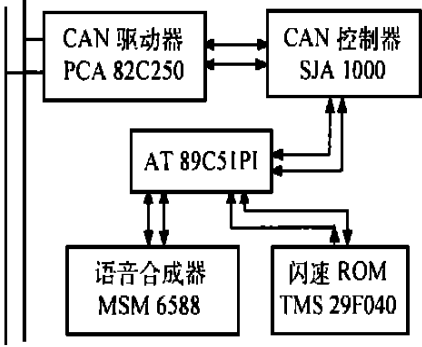 CAN 驱动器
PCA 82C250
CAN 控制器
SJA 1000
AT 89C51PI
语音合成器
MSM 6588
闪速 ROM
TMS 29F040